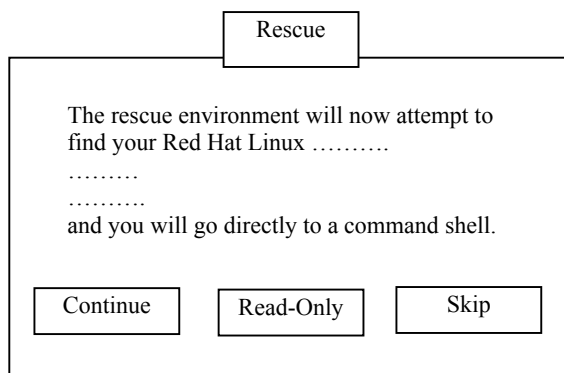 Rescue
The rescue environment will now attempt to
find your Red Hat Linux ……….
………
……….
and you will go directly to a command shell.
Continue
Read-Only
Skip